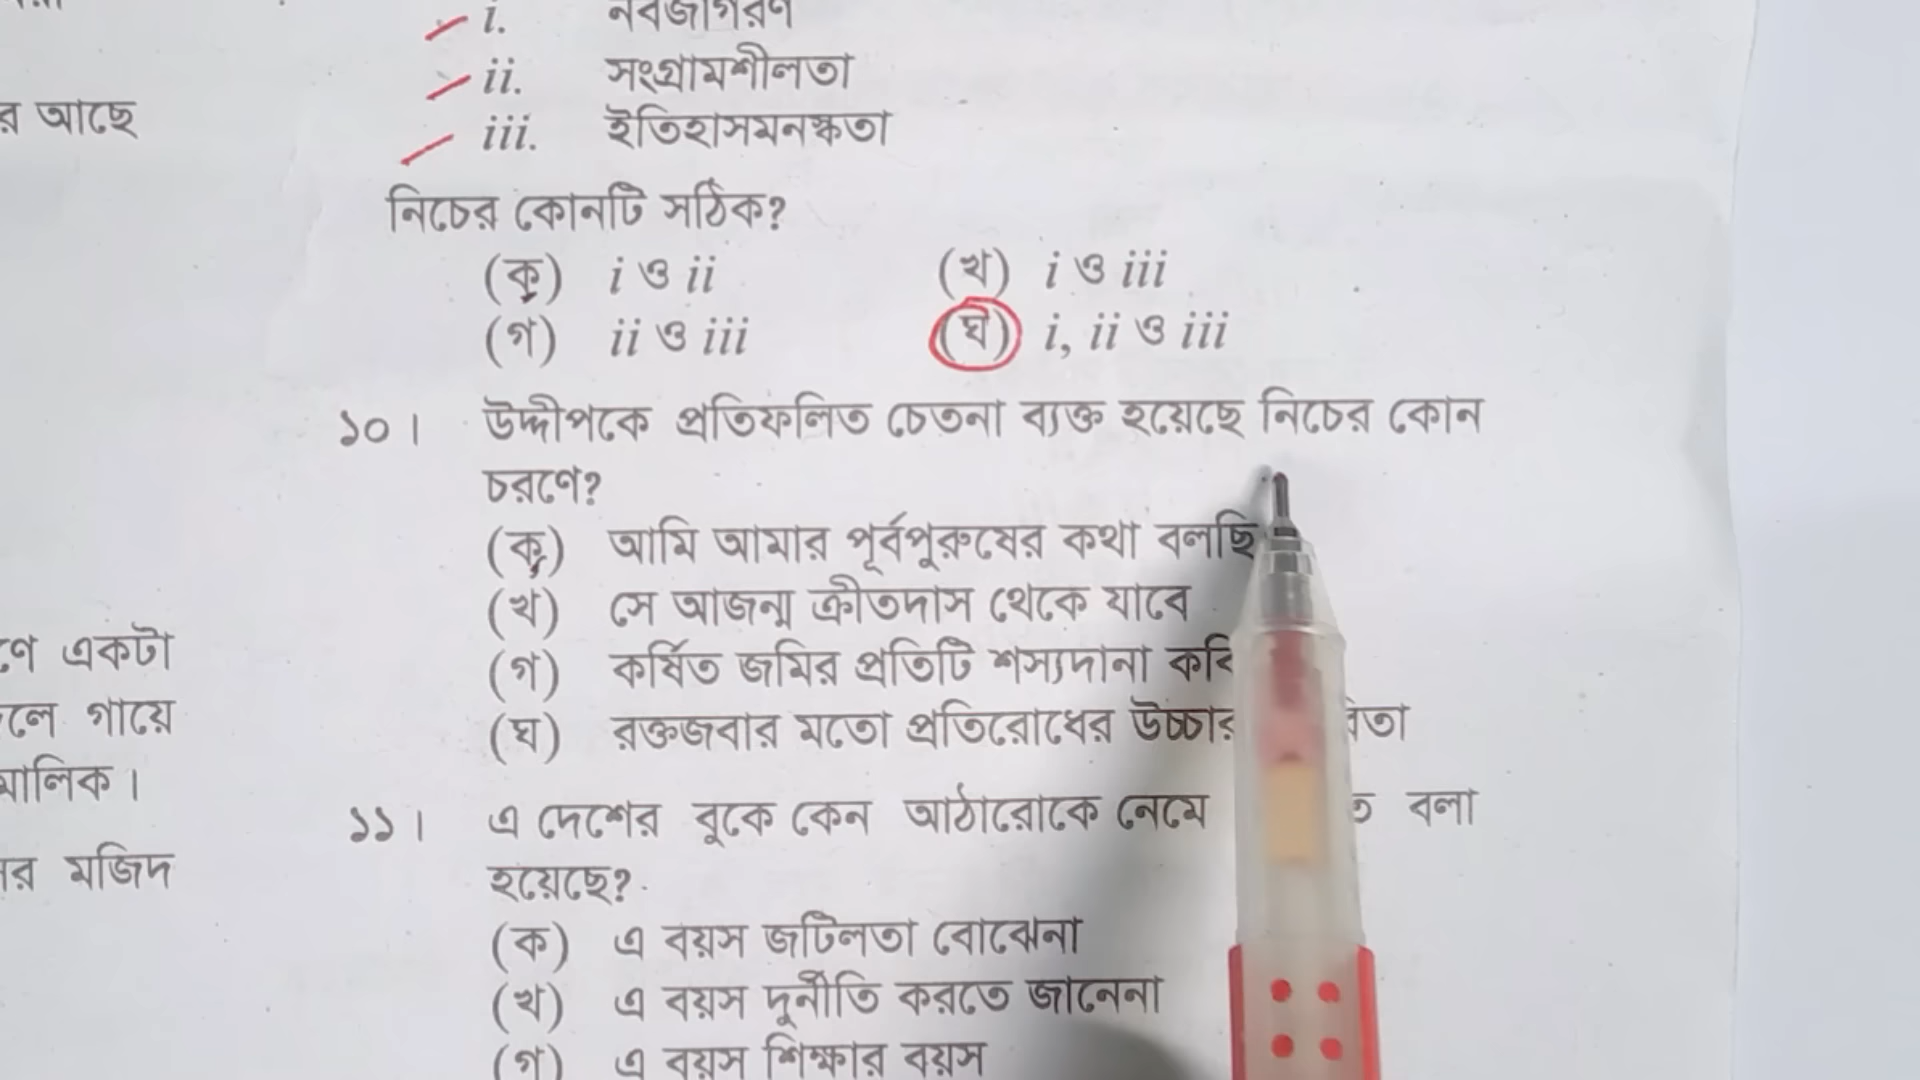 i. নবজাগরণ
ii. সংগ্রামশীলতা
র আছে
iii. ইতিহাসমনস্কতা
নিচের কোনটি সঠিক?
(ক) i ও ii (খ) i ও iii
(গ) ii ও iii (ঘ) i, ii ও iii
১০। উদ্দীপকে প্রতিফলিত চেতনা ব্যক্ত হয়েছে নিচের কোন
চরণে?
(ক) আমি আমার পূর্বপুরুষের কথা বলছি
(খ) সে আজন্ম ক্রীতদাস থেকে যাবে
ণে একটা
(গ) কর্ষিত জমির প্রতিটি শস্যদানা
লে গায়ে
(ঘ) রক্তজবার মতো প্রতিরোধের
মালিক।
১১। এ দেশের বুকে কেন আঠারোকে নেমে বলা
র মজিদ
হয়েছে?
(ক) এ বয়স জটিলতা বোঝেনা
(খ) এ বয়স দুর্নীতি করতে জানেনা
(গ) এ বয়স শিক্ষার বয়স